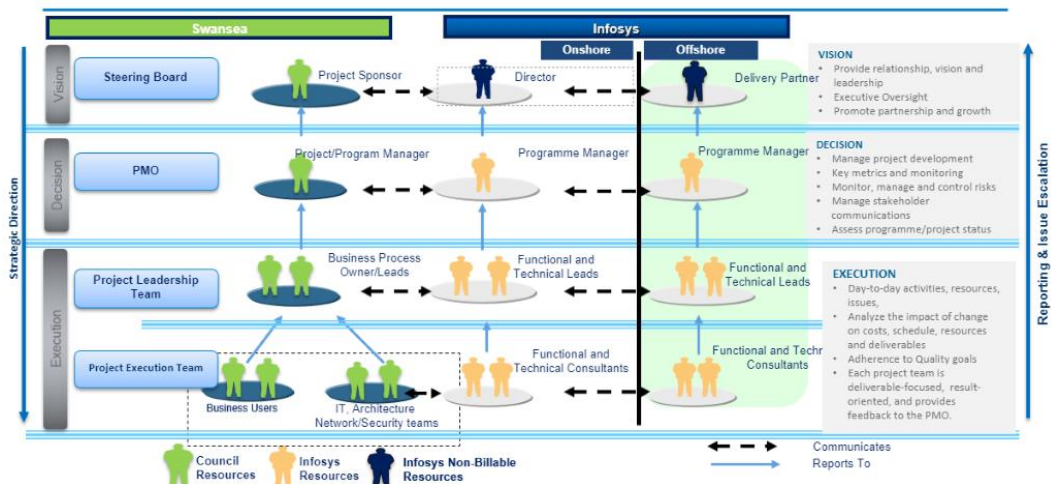 Swansea
Infosys
Onshore
Offshore
Strategic Direction
Reporting & Issue Escalation
Vision
Steering Board
Project Sponsor
Director
Delivery Partner
VISION
• Provide relationship, vision and
leadership
• Executive Oversight
• Promote partnership and growth
Decision
PMO
Project/Program Manager
Programme Manager
Programme Manager
DECISION
• Manage project development
• Key metrics and monitoring
• Monitor, manage and control risks
• Manage stakeholder
communications
• Assess programme/project status
Execution
Project Leadership
Team
Business Process
Owner/Leads
Functional and
Technical Leads
Functional and
Technical Leads
Project Execution Team
Business Users
IT, Architecture
Network/Security teams
Functional and
Technical Consultants
Functional and Techr
Consultants
EXECUTION
• Day-to-day activities, resources,
issues,
• Analyze the impact of change
on costs, schedule, resources
and deliverables
• Adherence to Quality goals
• Each project team is
deliverable-focused, result-
oriented, and provides
feedback to the PMO.
Council
Resources
Infosys
Resources
Infosys Non-Billable
Resources
Communicates
Reports To